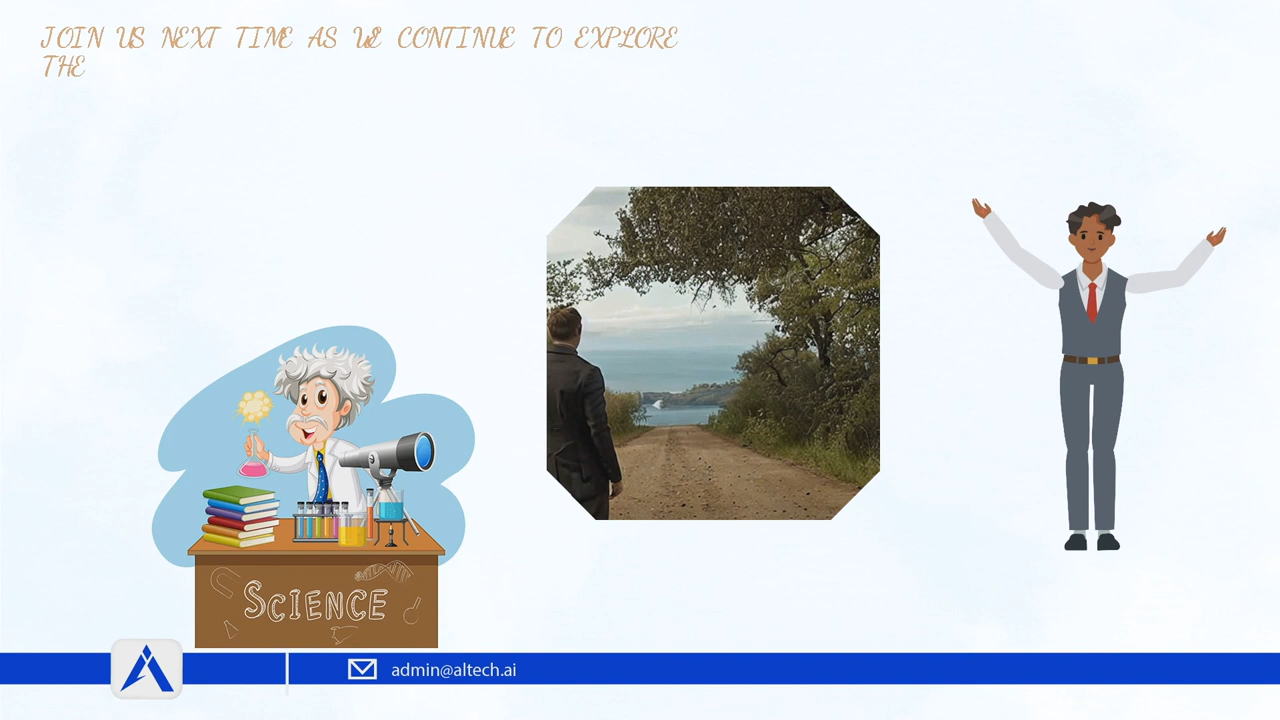 JOIN US NEXT TIME AS WE CONTINUE TO EXPLORE
THE
SCIENCE
admin@altech.ai